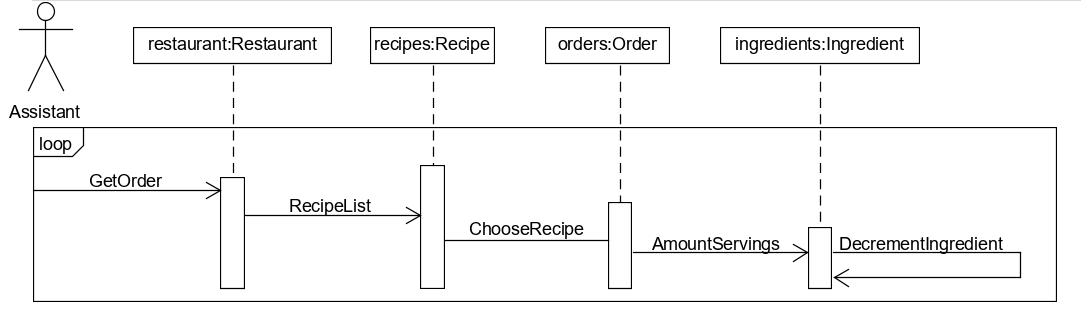 restaurant:Restaurant
recipes:Recipe
orders:Order
ingredients:Ingredient
Assistant
loop
GetOrder
RecipeList
ChooseRecipe
AmountServings
DecrementIngredient